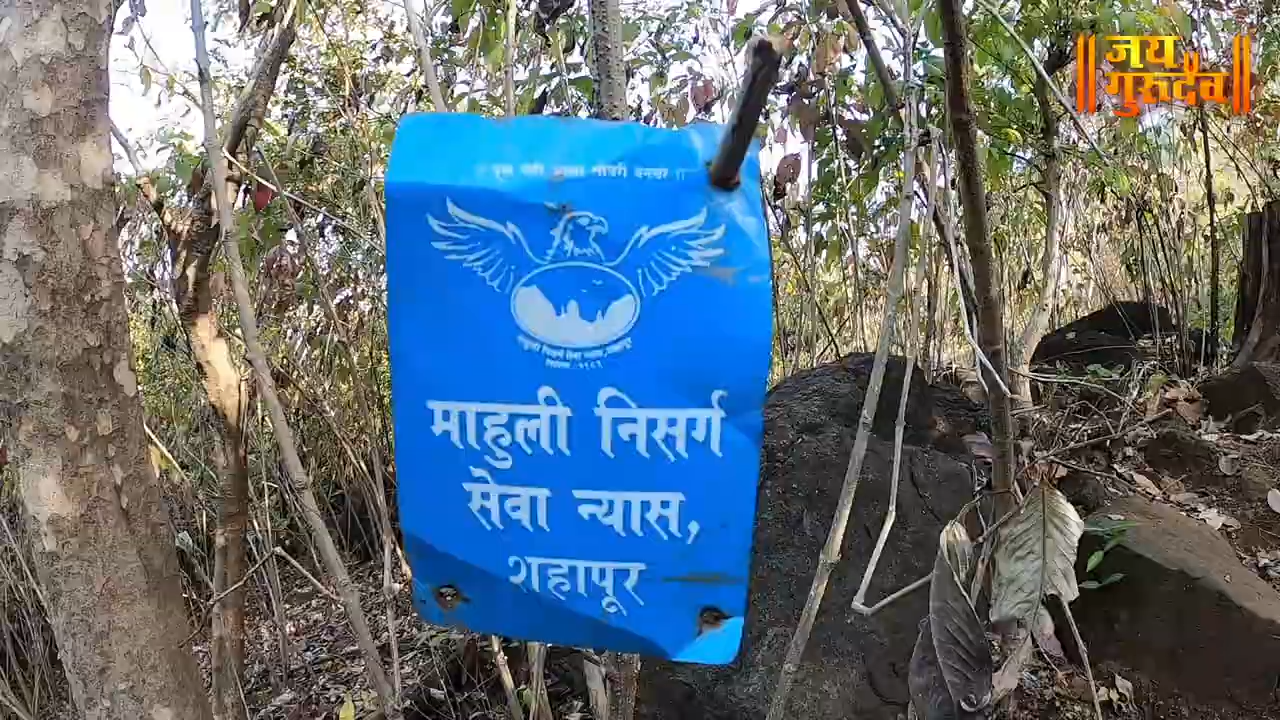 जय
गुरुदेव
माहुली निसर्ग
सेवा न्यास,
शहापूर